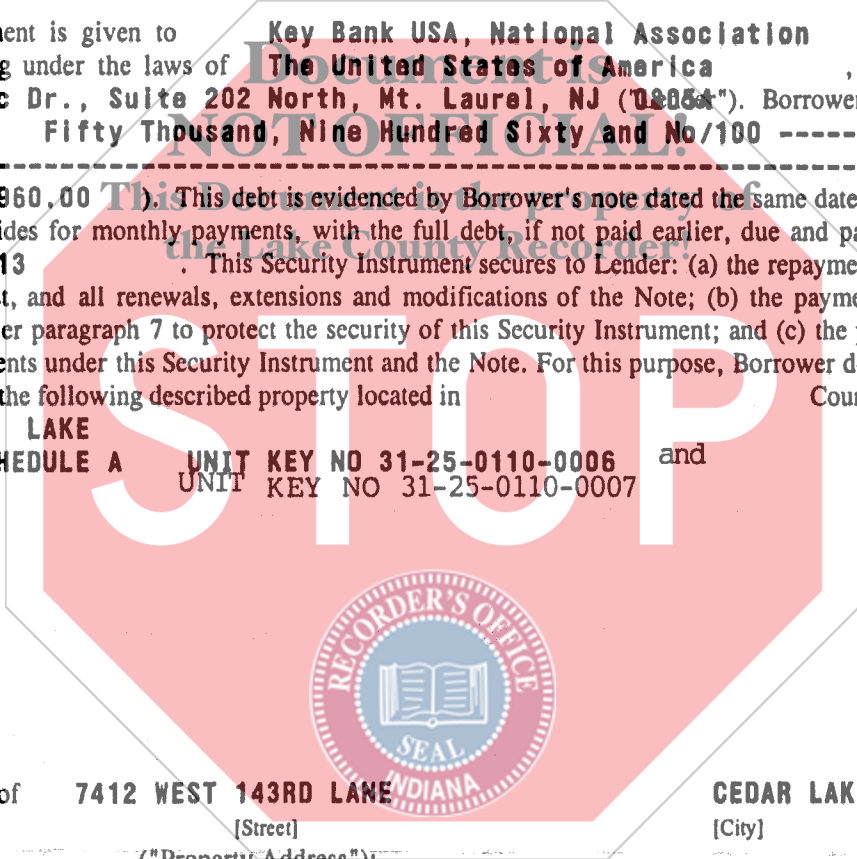 ent is given to Key Bank USA, National Association
g under the laws of The United States of America ,
c Dr., Suite 202 North, Mt. Laurel, NJ ("Lender"). Borrower
Fifty Thousand, Nine Hundred Sixty and No/100 -----
960.00 ). This debt is evidenced by Borrower's note dated the same date
ides for monthly payments, with the full debt, if not paid earlier, due and pa
13 . This Security Instrument secures to Lender: (a) the repayme
t, and all renewals, extensions and modifications of the Note; (b) the payme
er paragraph 7 to protect the security of this Security Instrument; and (c) the
ents under this Security Instrument and the Note. For this purpose, Borrower d
the following described property located in Coun
LAKE
HEDULE A UNIT KEY NO 31-25-0110-0006 and
UNIT KEY NO 31-25-0110-0007
of 7412 WEST 143RD LANE CEDAR LAK
[Street] [City]
("Property Address");
Document is
NOT OFFICIAL!
This Document is the property of
the Lake County Recorder!
STOP
RECORDER'S OFFICE
SEAL
INDIANA